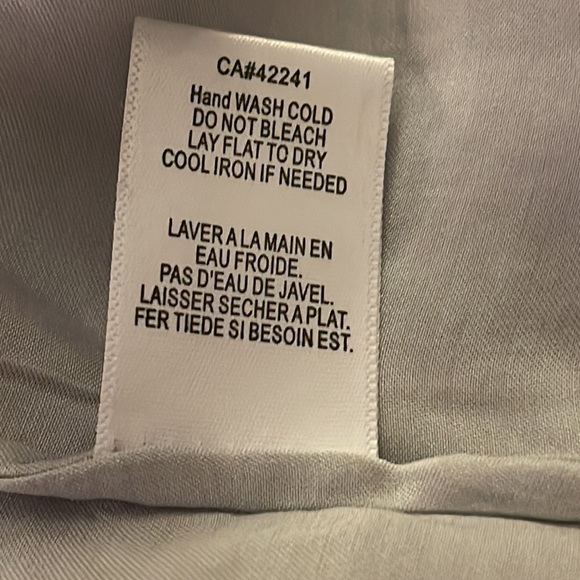 CA#42241
Hand WASH COLD
DO NOT BLEACH
LAY FLAT TO DRY
COOL IRON IF NEEDED
LAVER A LA MAIN EN
EAU FROIDE.
PAS D'EAU DE JAVEL.
LAISSER SECHER A PLAT.
FER TIEDE SI BESOIN EST.